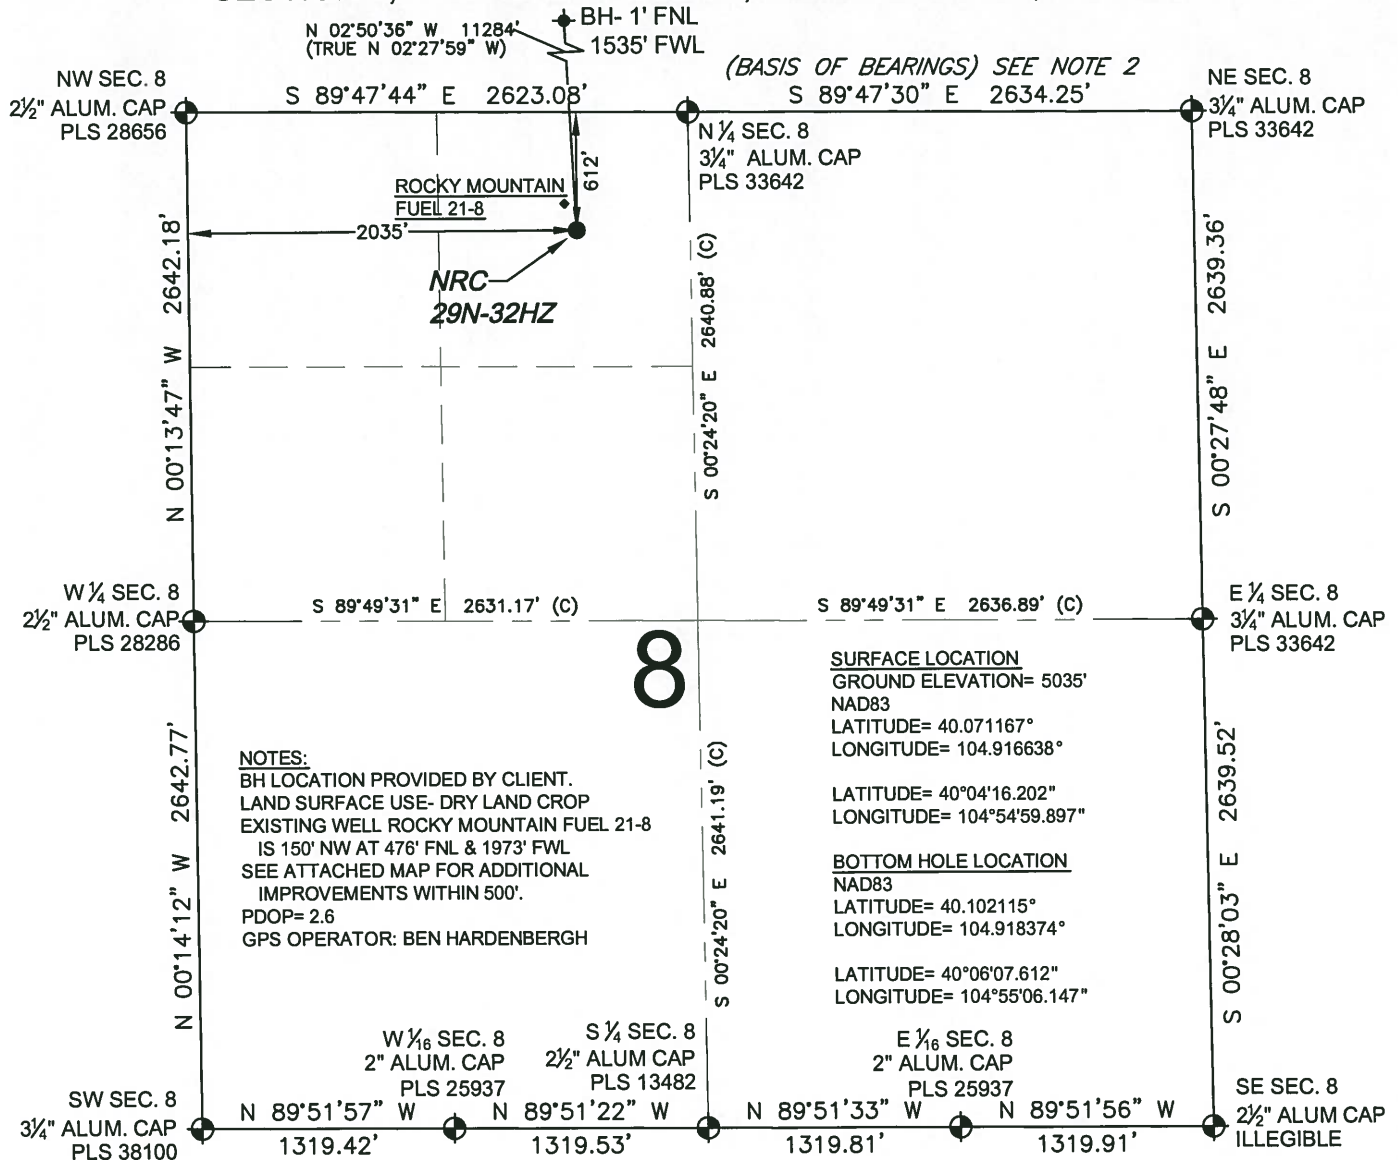 N 02°50'36" W 11284'
(TRUE N 02°27'59" W)
BH- 1' FNL
1535' FWL
(BASIS OF BEARINGS) SEE NOTE 2
NW SEC. 8
2½" ALUM. CAP
PLS 28656
S 89°47'44" E 2623.08'
S 89°47'30" E 2634.25'
NE SEC. 8
3¼" ALUM. CAP
PLS 33642
N ¼ SEC. 8
3¼" ALUM. CAP
PLS 33642
612'
ROCKY MOUNTAIN
FUEL 21-8
2035'
NRC
29N-32HZ
N 00°13'47" W 2642.18'
S 00°24'20" E 2640.88' (C)
S 00°27'48" E 2639.36'
W ¼ SEC. 8
2½" ALUM. CAP
PLS 28286
S 89°49'31" E 2631.17' (C)
S 89°49'31" E 2636.89' (C)
E ¼ SEC. 8
3¼" ALUM. CAP
PLS 33642
8
SURFACE LOCATION
GROUND ELEVATION= 5035'
NAD83
LATITUDE= 40.071167°
LONGITUDE= 104.916638°
LATITUDE= 40°04'16.202"
LONGITUDE= 104°54'59.897"
BOTTOM HOLE LOCATION
NAD83
LATITUDE= 40.102115°
LONGITUDE= 104.918374°
LATITUDE= 40°06'07.612"
LONGITUDE= 104°55'06.147"
NOTES:
BH LOCATION PROVIDED BY CLIENT.
LAND SURFACE USE- DRY LAND CROP
EXISTING WELL ROCKY MOUNTAIN FUEL 21-8
IS 150' NW AT 476' FNL & 1973' FWL
SEE ATTACHED MAP FOR ADDITIONAL
IMPROVEMENTS WITHIN 500'.
PDOP= 2.6
GPS OPERATOR: BEN HARDENBERGH
N 00°14'12" W 2642.77'
S 00°24'20" E 2641.19' (C)
S 00°28'03" E 2639.52'
W 1/16 SEC. 8
2" ALUM. CAP
PLS 25937
S ¼ SEC. 8
2½" ALUM CAP
PLS 13482
E 1/16 SEC. 8
2" ALUM. CAP
PLS 25937
SW SEC. 8
3¼" ALUM. CAP
PLS 38100
N 89°51'57" W
1319.42'
N 89°51'22" W
1319.53'
N 89°51'33" W
1319.81'
N 89°51'56" W
1319.91'
SE SEC. 8
2½" ALUM CAP
ILLEGIBLE